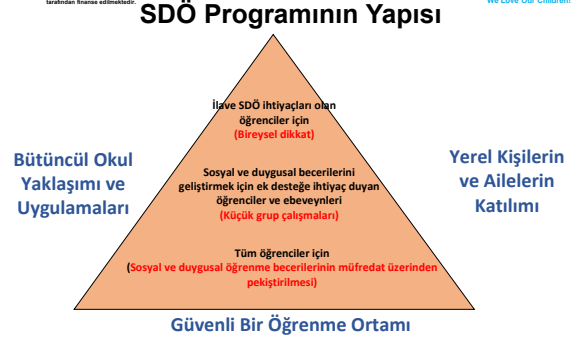 tarafından finanse edilmektedir.
We Love Our Children!
SDÖ Programının Yapısı
İlave SDÖ ihtiyaçları olan
öğrenciler için
(Bireysel dikkat)
Bütüncül Okul
Yaklaşımı ve
Uygulamaları
Sosyal ve duygusal becerilerini
geliştirmek için ek desteğe ihtiyaç duyan
öğrenciler ve ebeveynleri
(Küçük grup çalışmaları)
Yerel Kişilerin
ve Ailelerin
Katılımı
Tüm öğrenciler için
(Sosyal ve duygusal öğrenme becerilerinin müfredat üzerinden
pekiştirilmesi)
Güvenli Bir Öğrenme Ortamı